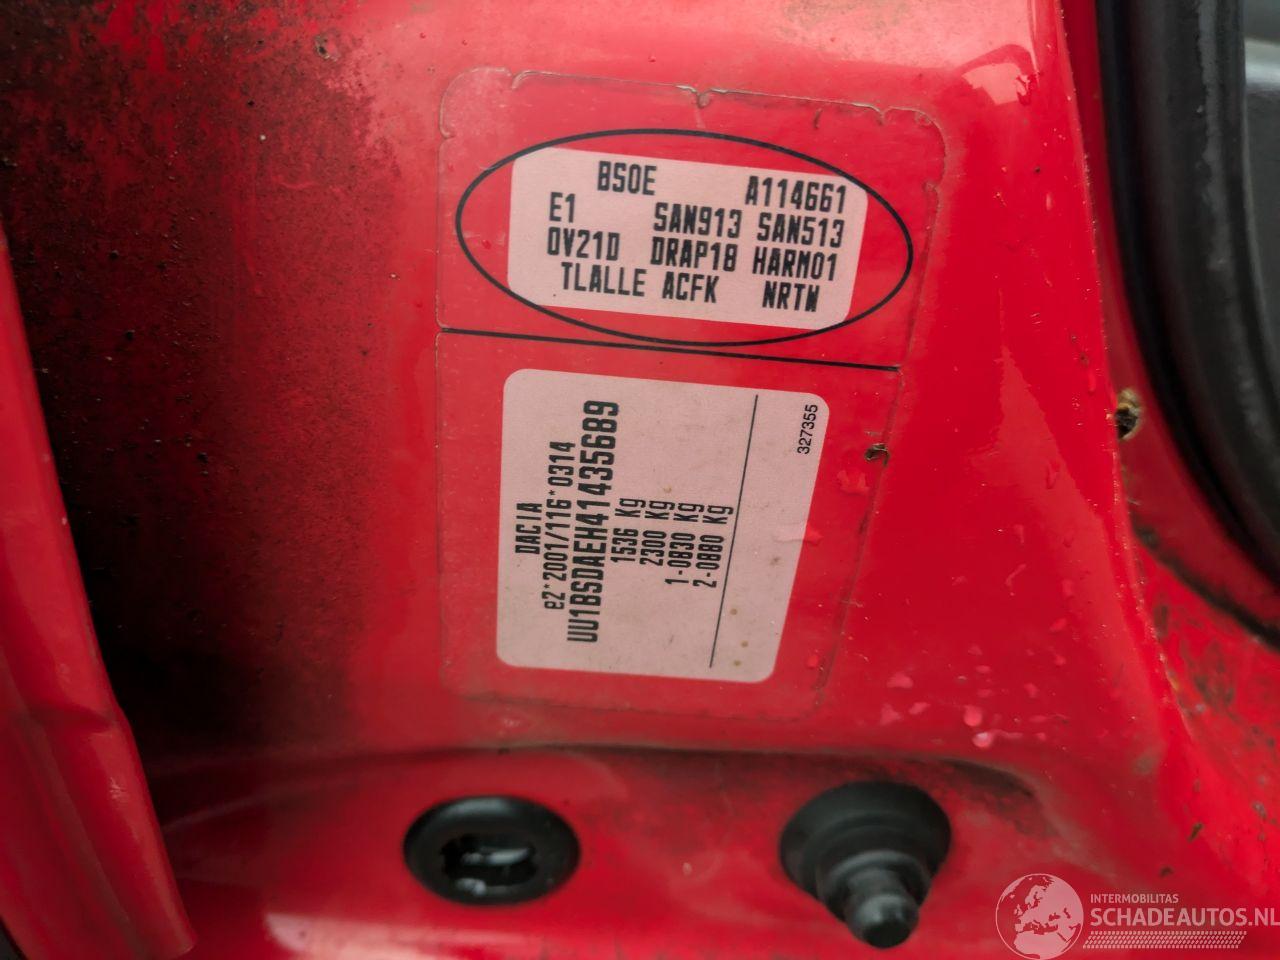 BS0E A114661
E1 SAN913 SAN513
OV21D DRAP18 HARM01
TLALLE ACFK NRTW
DACIA
e2*2001/116*0314
UU1BSDAEH41435689
1536 Kg
2300 Kg
1-0830 Kg
2-0880 Kg
327355
INTERMOBILITAS
SCHADEAUTOS.NL